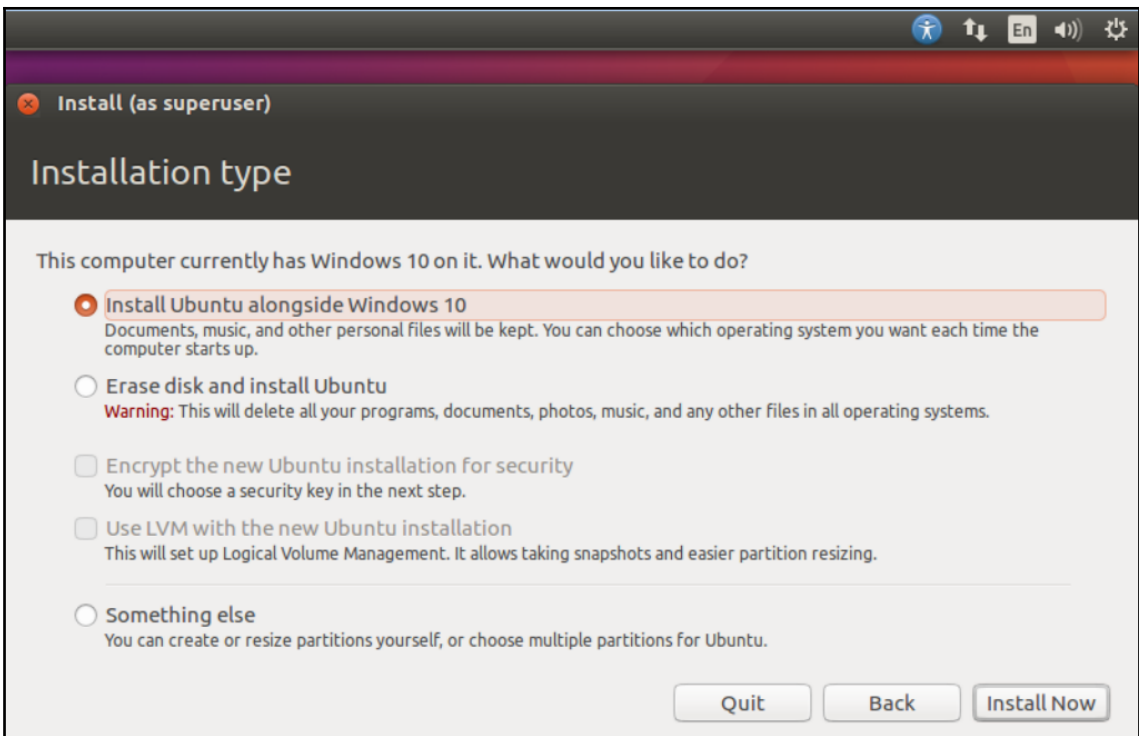 En
Install (as superuser)
Installation type
This computer currently has Windows 10 on it. What would you like to do?
Install Ubuntu alongside Windows 10
Documents, music, and other personal files will be kept. You can choose which operating system you want each time the
computer starts up.
Erase disk and install Ubuntu
Warning: This will delete all your programs, documents, photos, music, and any other files in all operating systems.
Encrypt the new Ubuntu installation for security
You will choose a security key in the next step.
Use LVM with the new Ubuntu installation
This will set up Logical Volume Management. It allows taking snapshots and easier partition resizing.
Something else
You can create or resize partitions yourself, or choose multiple partitions for Ubuntu.
Quit Back Install Now